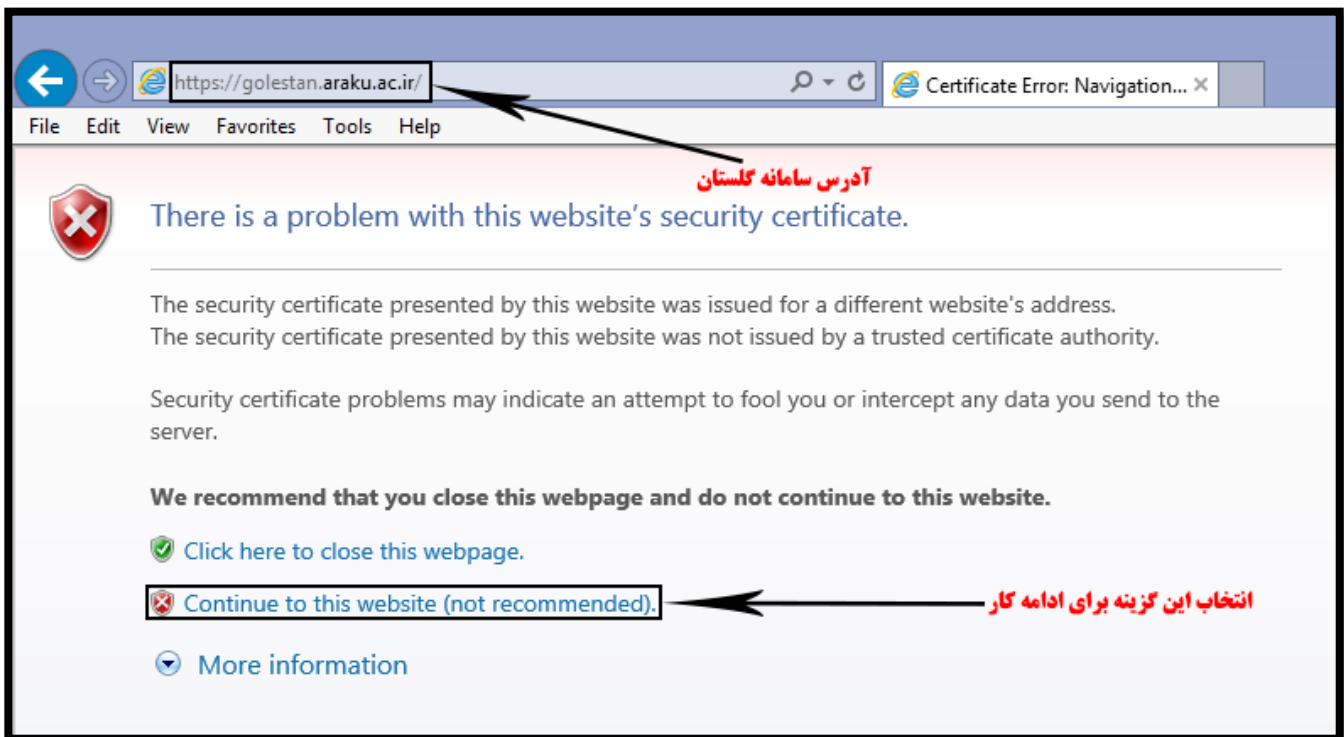 https://golestan.araku.ac.ir/
Certificate Error: Navigation...
File Edit View Favorites Tools Help
آدرس سامانه گلستان
There is a problem with this website's security certificate.
The security certificate presented by this website was issued for a different website's address.
The security certificate presented by this website was not issued by a trusted certificate authority.
Security certificate problems may indicate an attempt to fool you or intercept any data you send to the
server.
We recommend that you close this webpage and do not continue to this website.
Click here to close this webpage.
Continue to this website (not recommended).
انتخاب این گزینه برای ادامه کار
More information